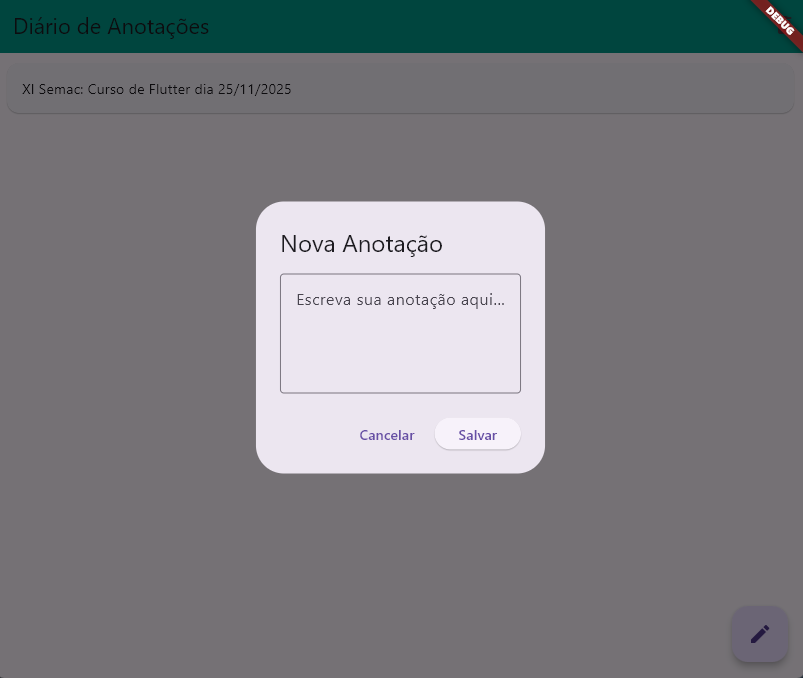 Diário de Anotações
DEBUG
XI Semac: Curso de Flutter dia 25/11/2025
Nova Anotação
Escreva sua anotação aqui...
Cancelar
Salvar